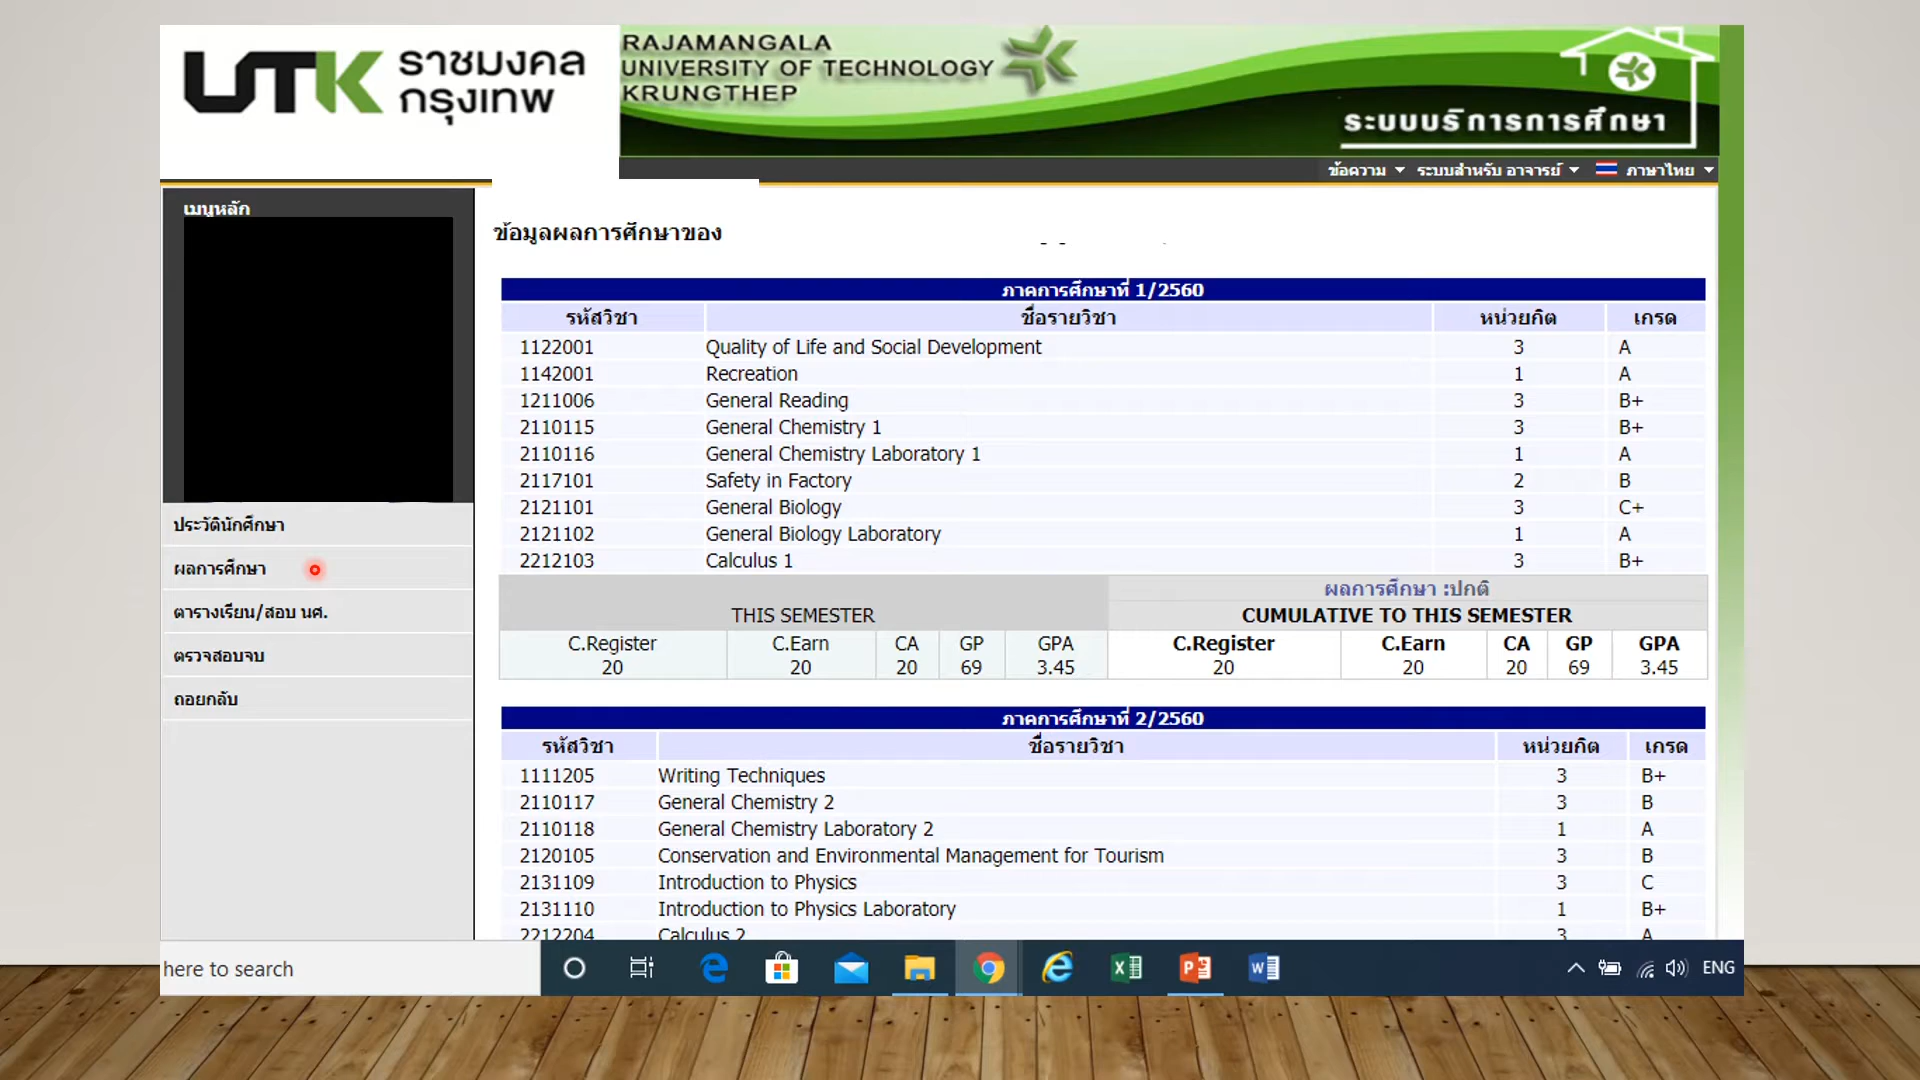 UTK ราชมงคล
กรุงเทพ
RAJAMANGALA
UNIVERSITY OF TECHNOLOGY
KRUNGTHEP
ระบบบริการการศึกษา
ข้อความ ระบบสำหรับ อาจารย์ ภาษาไทย
เมนูหลัก
ประวัตินักศึกษา
ผลการศึกษา
ตารางเรียน/สอบ นศ.
ตรวจสอบจบ
ถอยกลับ
ข้อมูลผลการศึกษาของ
ภาคการศึกษาที่ 1/2560
รหัสวิชา ชื่อรายวิชา หน่วยกิต เกรด
1122001 Quality of Life and Social Development 3 A
1142001 Recreation 1 A
1211006 General Reading 3 B+
2110115 General Chemistry 1 3 B+
2110116 General Chemistry Laboratory 1 1 A
2117101 Safety in Factory 2 B
2121101 General Biology 3 C+
2121102 General Biology Laboratory 1 A
2212103 Calculus 1 3 B+
ผลการศึกษา :ปกติ
THIS SEMESTER CUMULATIVE TO THIS SEMESTER
C.Register C.Earn CA GP GPA C.Register C.Earn CA GP GPA
20 20 20 69 3.45 20 20 20 69 3.45
ภาคการศึกษาที่ 2/2560
รหัสวิชา ชื่อรายวิชา หน่วยกิต เกรด
1111205 Writing Techniques 3 B+
2110117 General Chemistry 2 3 B
2110118 General Chemistry Laboratory 2 1 A
2120105 Conservation and Environmental Management for Tourism 3 B
2131109 Introduction to Physics 3 C
2131110 Introduction to Physics Laboratory 1 B+
2212204 Calculus 2 3 A
here to search
ENG